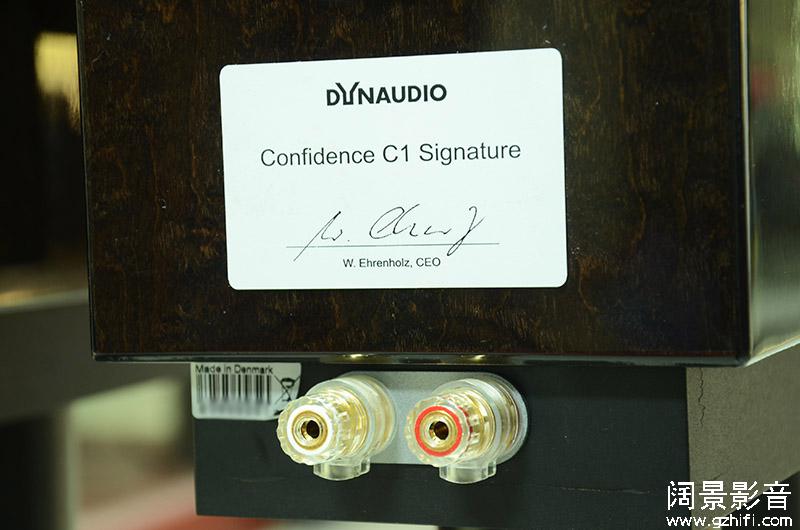 DYNAUDIO
Confidence C1 Signature
W. Ehrenholz, CEO
Made in Denmark
阔景影音
www.gzhifi.com